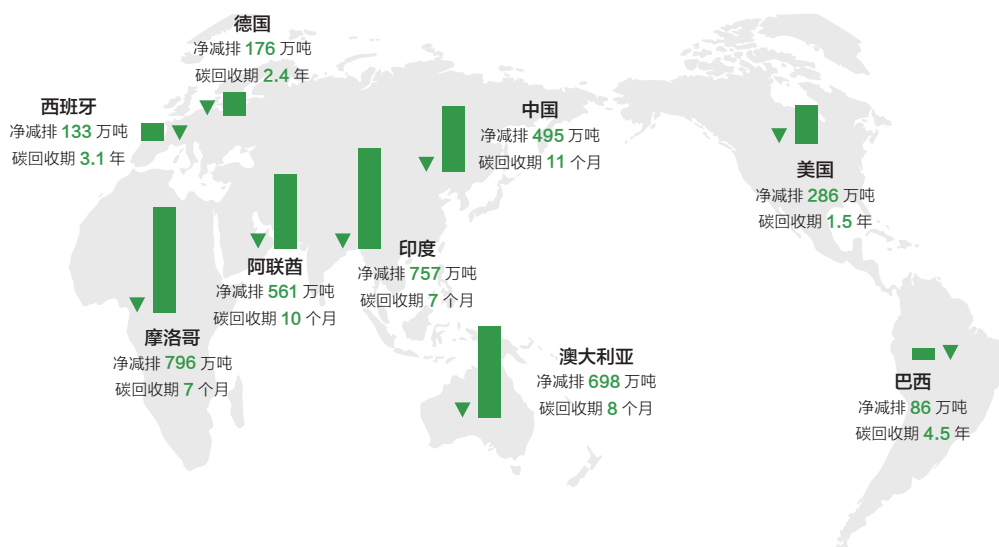 德国
净减排 176 万吨
碳回收期 2.4 年
西班牙
净减排 133 万吨
碳回收期 3.1 年
中国
净减排 495 万吨
碳回收期 11 个月
美国
净减排 286 万吨
碳回收期 1.5 年
印度
净减排 757 万吨
碳回收期 7 个月
阿联酋
净减排 561 万吨
碳回收期 10 个月
摩洛哥
净减排 796 万吨
碳回收期 7 个月
澳大利亚
净减排 698 万吨
碳回收期 8 个月
巴西
净减排 86 万吨
碳回收期 4.5 年